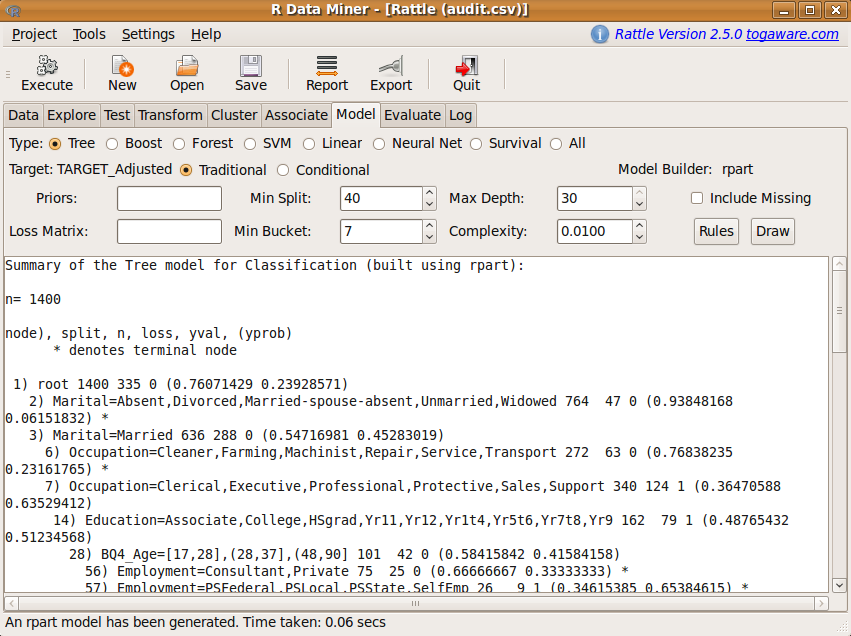 R Data Miner - [Rattle (audit.csv)]
Project Tools Settings Help
Rattle Version 2.5.0 togaware.com
Execute New Open Save Report Export Quit
Data Explore Test Transform Cluster Associate Model Evaluate Log
Type: Tree Boost Forest SVM Linear Neural Net Survival All
Target: TARGET_Adjusted Traditional Conditional Model Builder: rpart
Priors: Min Split: 40 Max Depth: 30 Include Missing
Loss Matrix: Min Bucket: 7 Complexity: 0.0100 Rules Draw
Summary of the Tree model for Classification (built using rpart):
n= 1400
node), split, n, loss, yval, (yprob)
* denotes terminal node
1) root 1400 335 0 (0.76071429 0.23928571)
2) Marital=Absent,Divorced,Married-spouse-absent,Unmarried,Widowed 764  47 0 (0.93848168
0.06151832) *
3) Marital=Married 636 288 0 (0.54716981 0.45283019)
6) Occupation=Cleaner,Farming,Machinist,Repair,Service,Transport 272  63 0 (0.76838235
0.23161765) *
7) Occupation=Clerical,Executive,Professional,Protective,Sales,Support 340 124 1 (0.36470588
0.63529412)
14) Education=Associate,College,HSgrad,Yr11,Yr12,Yr1t4,Yr5t6,Yr7t8,Yr9 162  79 1 (0.48765432
0.51234568)
28) BQ4_Age=[17,28],(28,37],(48,90] 101  42 0 (0.58415842 0.41584158)
56) Employment=Consultant,Private 75  25 0 (0.66666667 0.33333333) *
57) Employment=PSFederal,PSLocal,PSState,SelfEmp 26   9 1 (0.34615385 0.65384615) *
An rpart model has been generated. Time taken: 0.06 secs